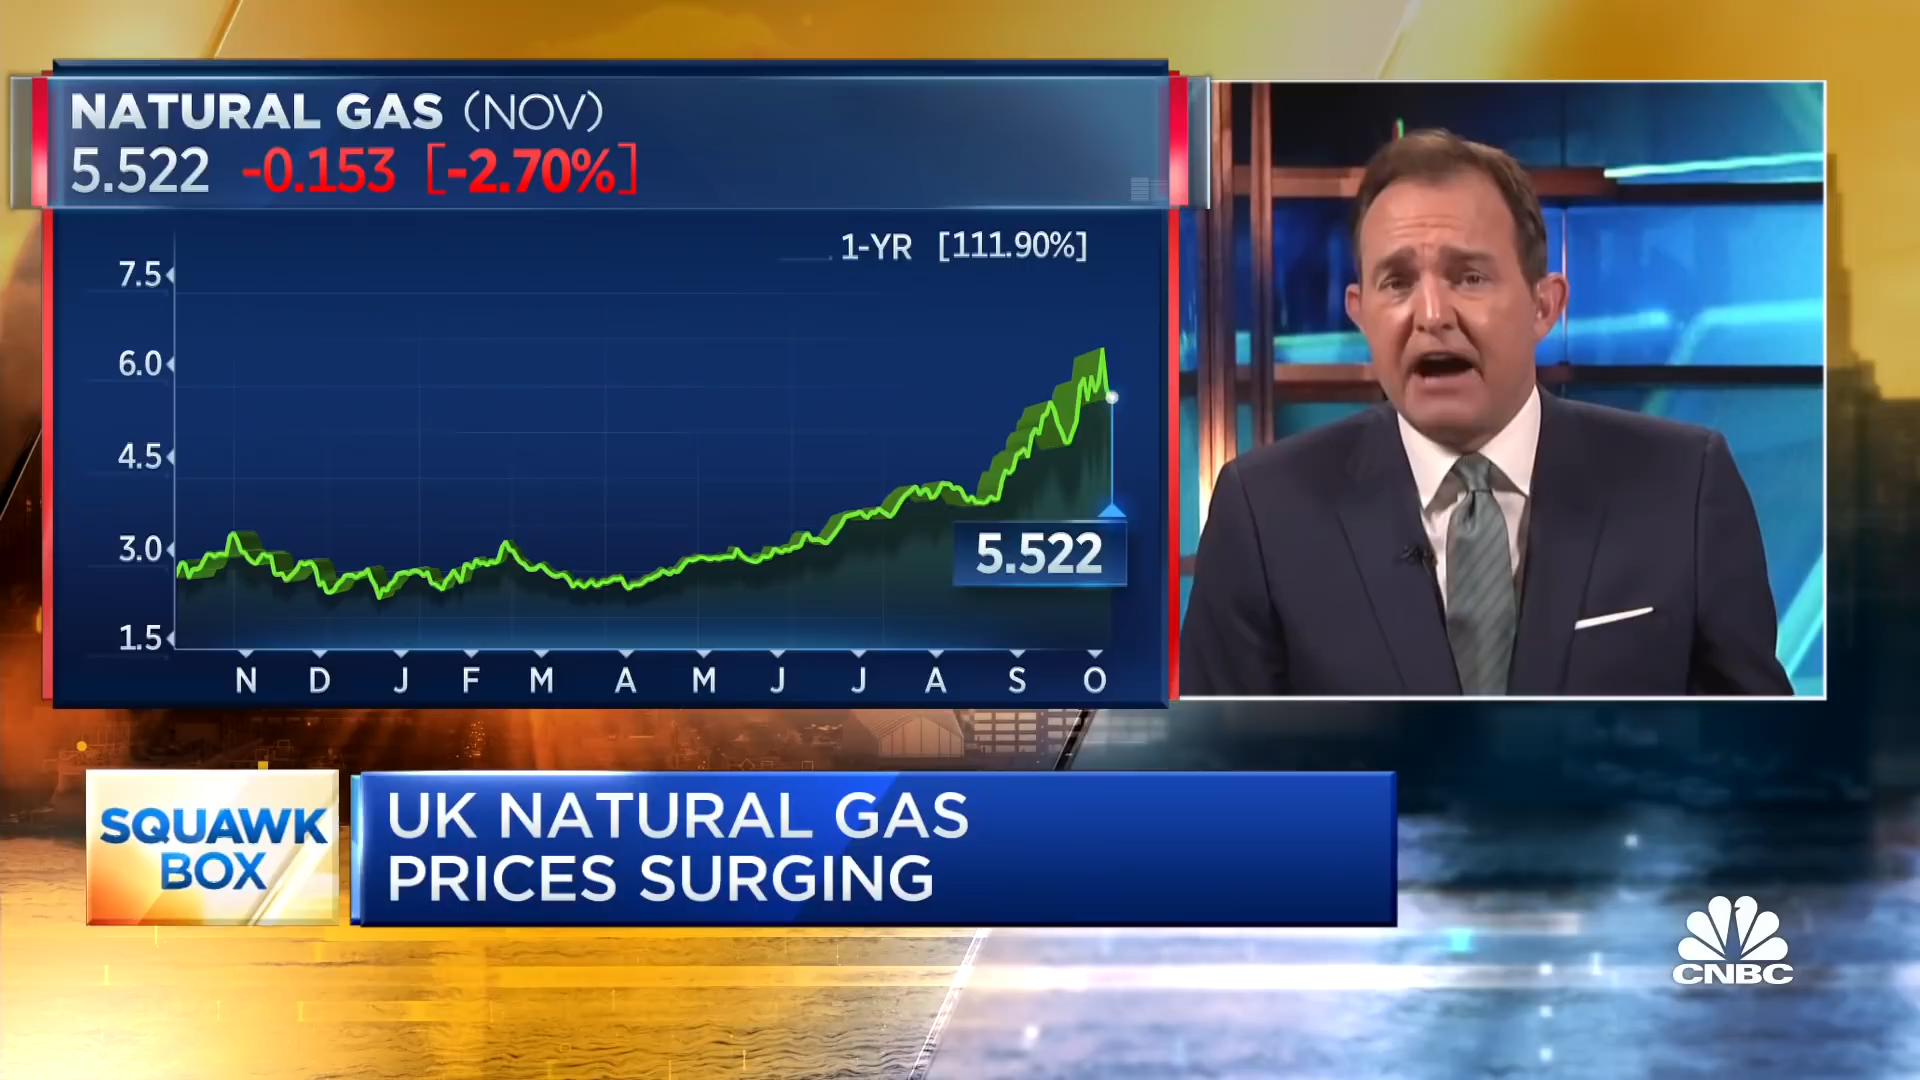 NATURAL GAS (NOV)
5.522 -0.153 [-2.70%]
1-YR [111.90%]
7.5
6.0
4.5
3.0
1.5
5.522
N D J F M A M J J A S O
SQUAWK
BOX
UK NATURAL GAS
PRICES SURGING
CNBC